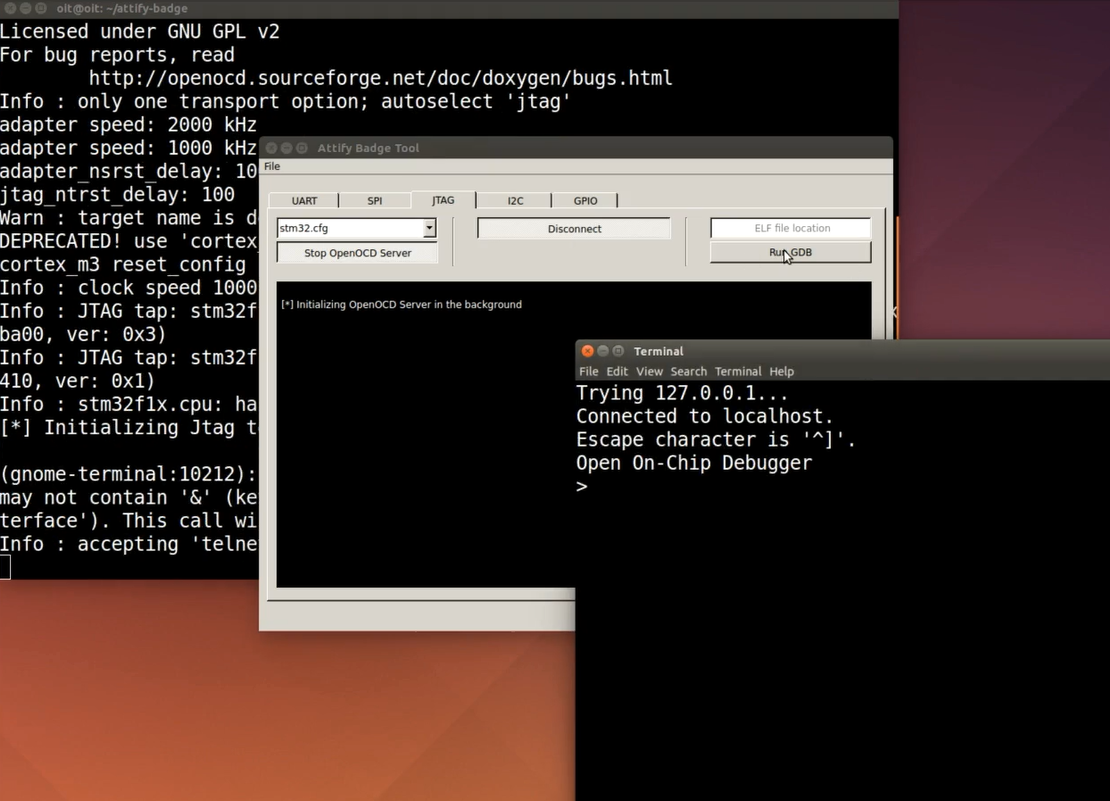 oit@oit: ~/attify-badge
Licensed under GNU GPL v2
For bug reports, read
http://openocd.sourceforge.net/doc/doxygen/bugs.html
Info : only one transport option; autoselect 'jtag'
adapter speed: 2000 kHz
adapter speed: 1000 kHz
adapter_nsrst_delay: 10
jtag_ntrst_delay: 100
Warn : target name is d
DEPRECATED! use 'cortex_
cortex_m3 reset_config
Info : clock speed 1000
Info : JTAG tap: stm32f
ba00, ver: 0x3)
Info : JTAG tap: stm32f
410, ver: 0x1)
Info : stm32f1x.cpu: ha
[*] Initializing Jtag t
(gnome-terminal:10212):
may not contain '&' (ke
terface'). This call wi
Info : accepting 'telne
Attify Badge Tool
File
UART SPI JTAG I2C GPIO
stm32.cfg Disconnect ELF file location
Stop OpenOCD Server Run GDB
[*] Initializing OpenOCD Server in the background
Terminal
File Edit View Search Terminal Help
Trying 127.0.0.1...
Connected to localhost.
Escape character is '^]'.
Open On-Chip Debugger
>